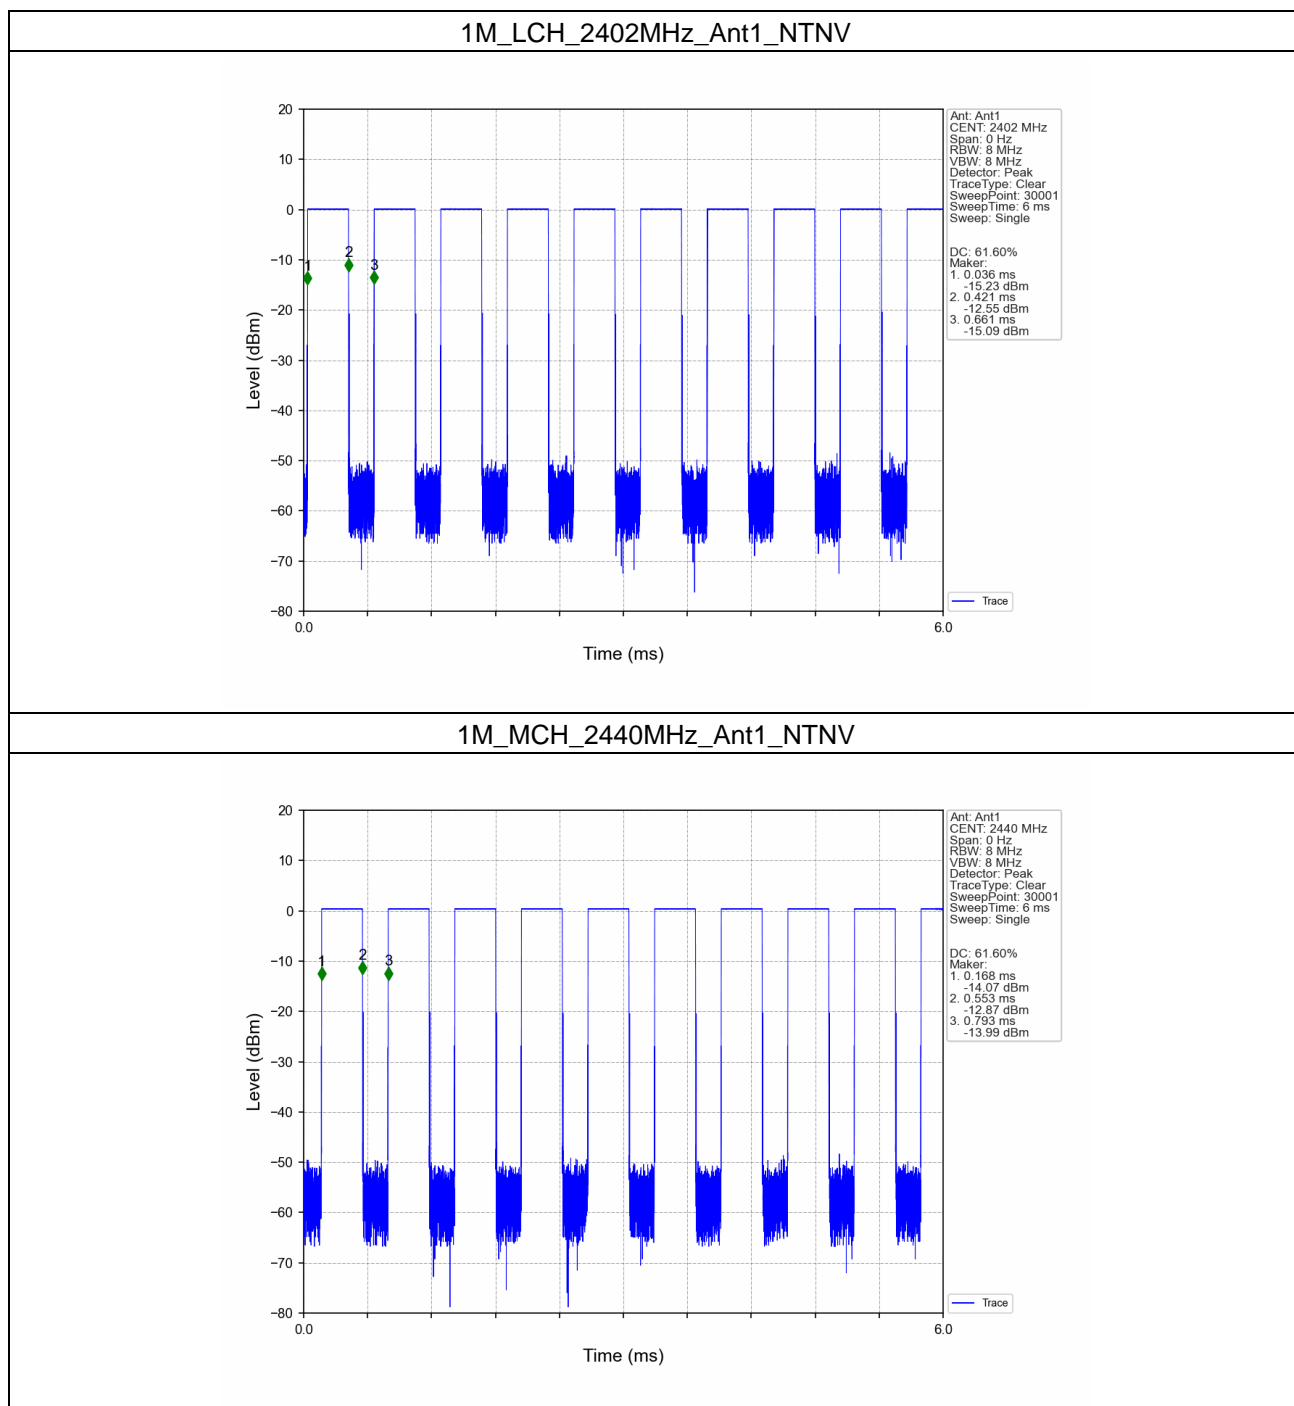 1M_LCH_2402MHz_Ant1_NTNV
20
10
0
−10
−20
−30
−40
−50
−60
−70
−80
Level (dBm)
1
2
3
0.0
6.0
Time (ms)
Ant: Ant1
CENT: 2402 MHz
Span: 0 Hz
RBW: 8 MHz
VBW: 8 MHz
Detector: Peak
TraceType: Clear
SweepPoint: 30001
SweepTime: 6 ms
Sweep: Single
DC: 61.60%
Maker:
1. 0.036 ms
-15.23 dBm
2. 0.421 ms
-12.55 dBm
3. 0.661 ms
-15.09 dBm
Trace
1M_MCH_2440MHz_Ant1_NTNV
20
10
0
−10
−20
−30
−40
−50
−60
−70
−80
Level (dBm)
1
2
3
0.0
6.0
Time (ms)
Ant: Ant1
CENT: 2440 MHz
Span: 0 Hz
RBW: 8 MHz
VBW: 8 MHz
Detector: Peak
TraceType: Clear
SweepPoint: 30001
SweepTime: 6 ms
Sweep: Single
DC: 61.60%
Maker:
1. 0.168 ms
-14.07 dBm
2. 0.553 ms
-12.87 dBm
3. 0.793 ms
-13.99 dBm
Trace